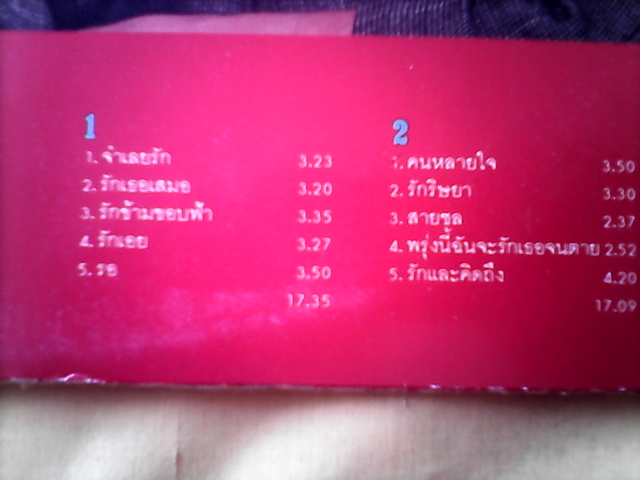 1
1. จำเลยรัก 3.23
2. รักเธอเสมอ 3.20
3. รักข้ามขอบฟ้า 3.35
4. รักเอย 3.27
5. รอ 3.50
17.35
2
1. คนหลายใจ 3.50
2. รักริษยา 3.30
3. สายชล 2.37
4. พรุ่งนี้ฉันจะรักเธอจนตาย 2.52
5. รักและคิดถึง 4.20
17.09